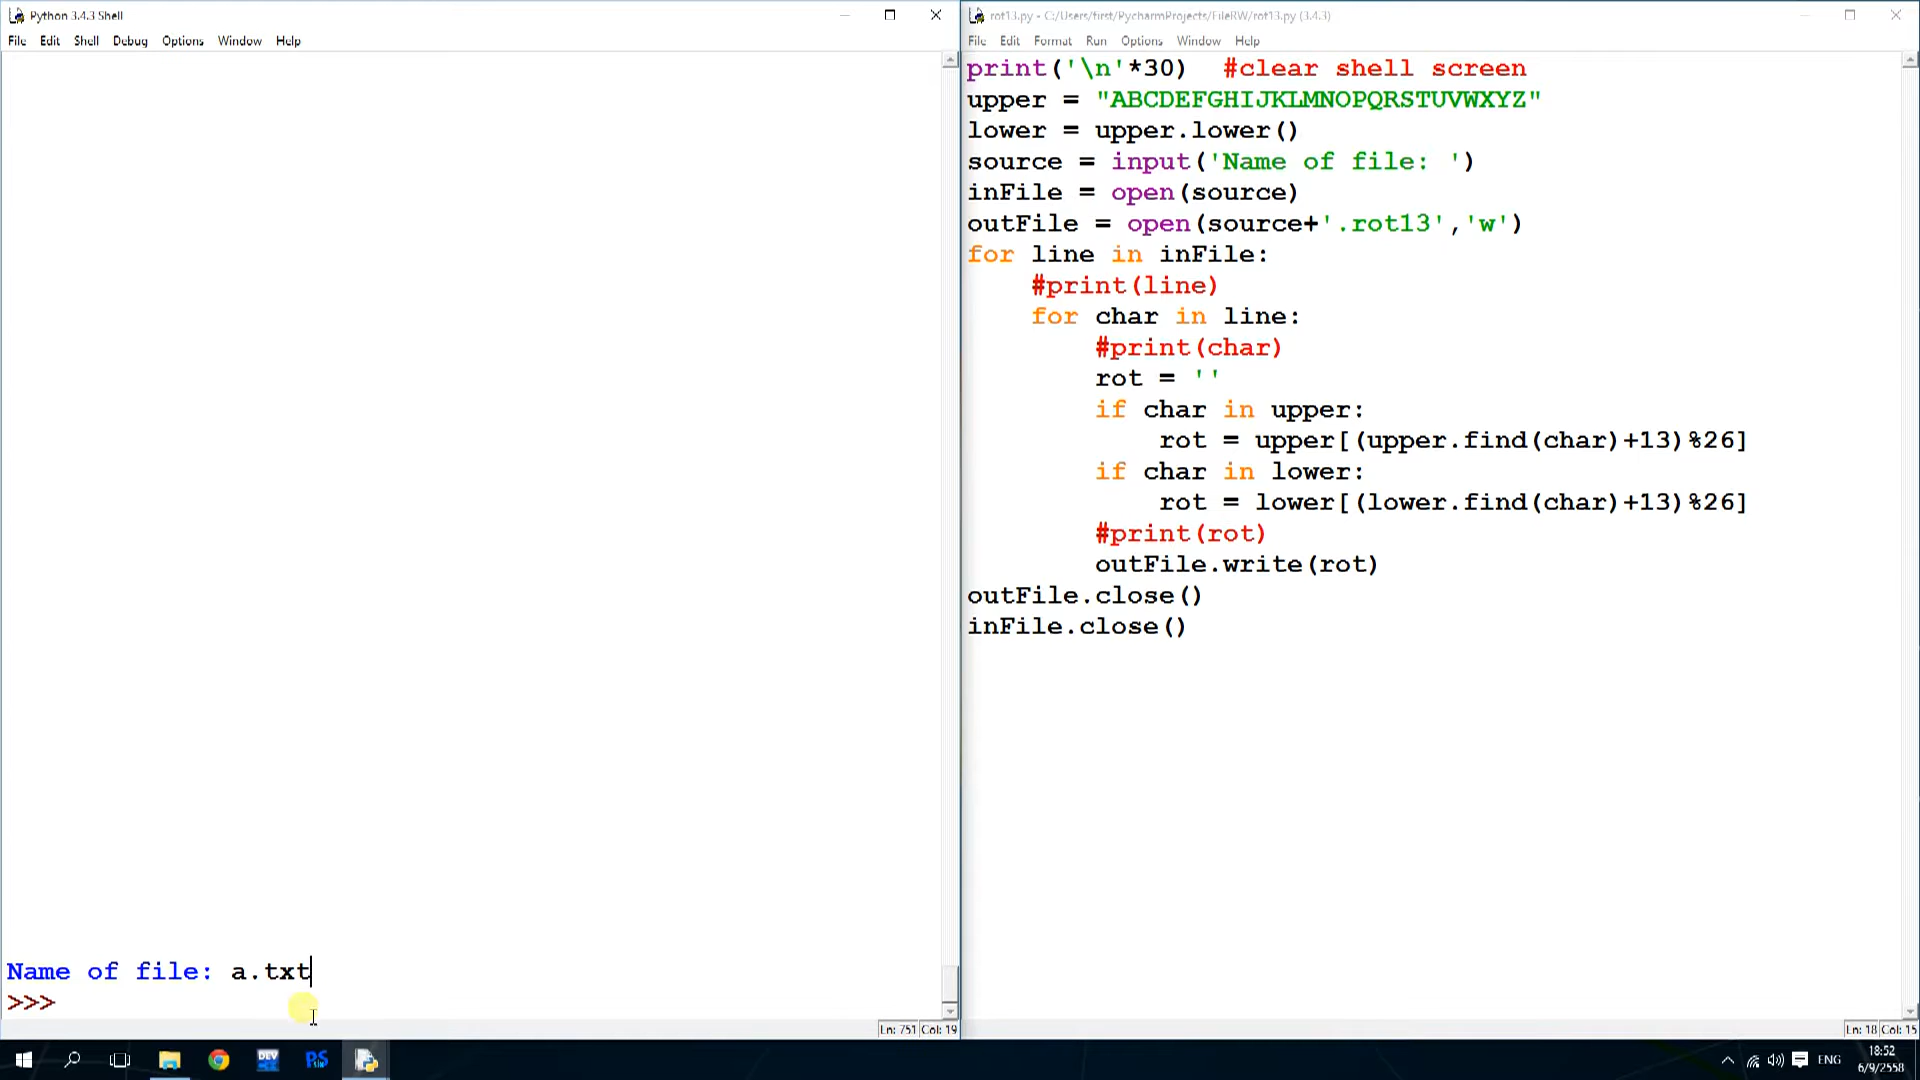 Python 3.4.3 Shell
File Edit Shell Debug Options Window Help
Name of file: a.txt
>>>
Ln: 751 Col: 19
rot13.py - C:/Users/first/PycharmProjects/FileRW/rot13.py (3.4.3)
File Edit Format Run Options Window Help
print('\n'*30)  #clear shell screen
upper = "ABCDEFGHIJKLMNOPQRSTUVWXYZ"
lower = upper.lower()
source = input('Name of file: ')
inFile = open(source)
outFile = open(source+'.rot13','w')
for line in inFile:
    #print(line)
    for char in line:
        #print(char)
        rot = ''
        if char in upper:
            rot = upper[(upper.find(char)+13)%26]
        if char in lower:
            rot = lower[(lower.find(char)+13)%26]
        #print(rot)
        outFile.write(rot)
outFile.close()
inFile.close()
Ln: 18 Col: 15
DEV
ENG
18:52
6/9/2558